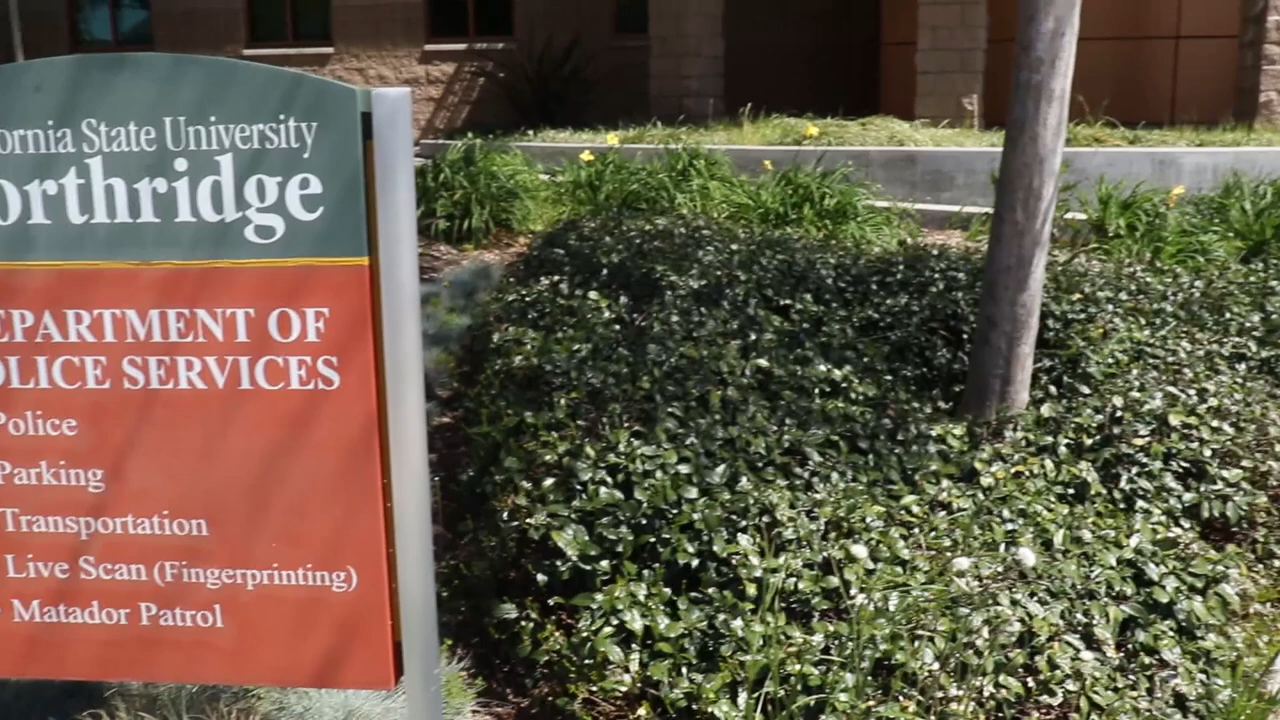 ornia State University
orthridge
EPARTMENT OF
OLICE SERVICES
Police
Parking
Transportation
Live Scan (Fingerprinting)
Matador Patrol